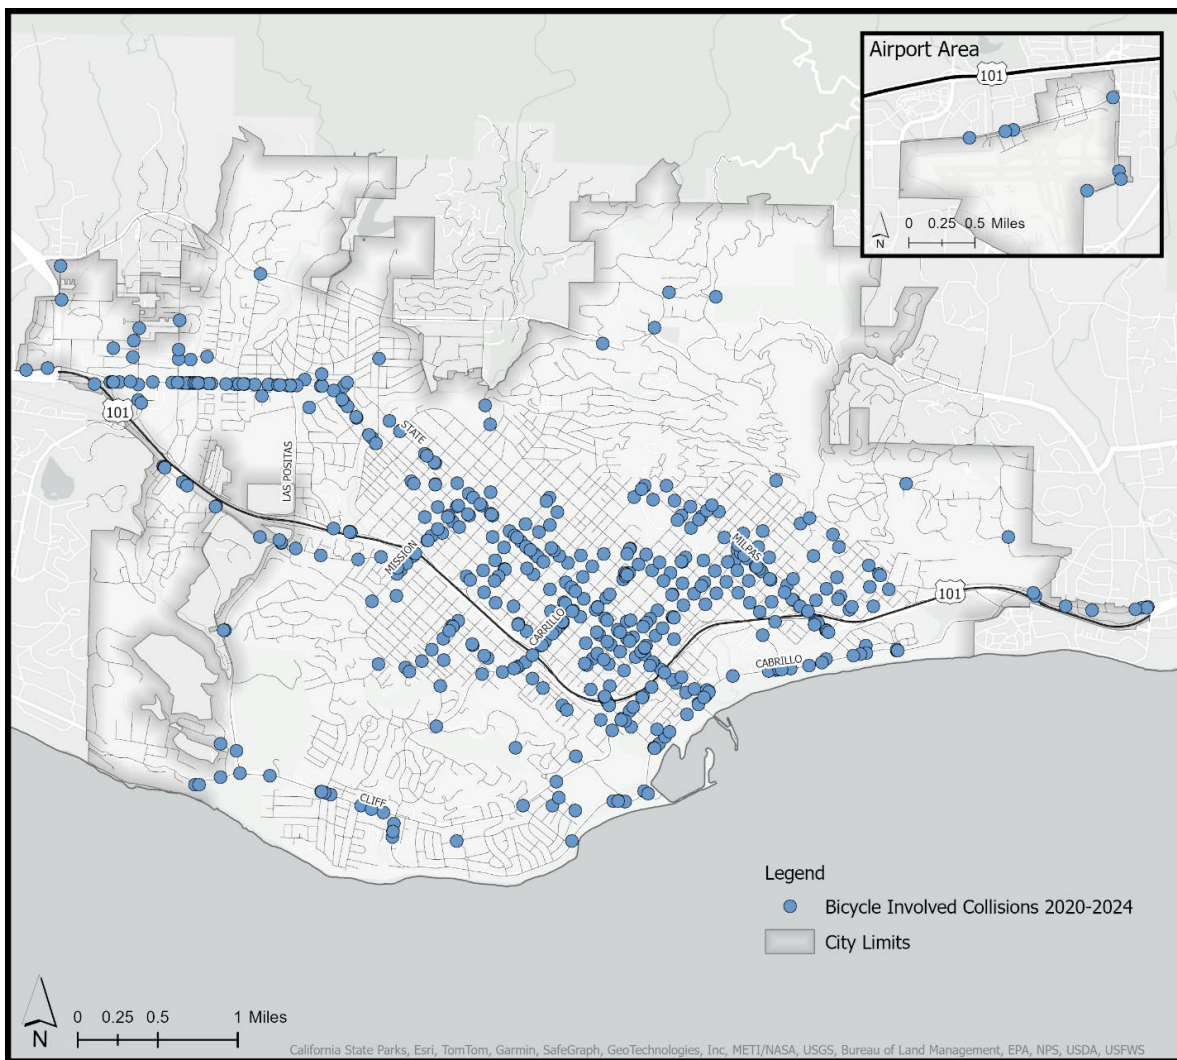 Airport Area
101
0 0.25 0.5 Miles
N
101
STATE
LAS POSITAS
MISSION
MILPAS
CARRILLO
101
CABRILLO
CLIFF
Legend
Bicycle Involved Collisions 2020-2024
City Limits
0 0.25 0.5 1 Miles
N
California State Parks, Esri, TomTom, Garmin, SafeGraph, GeoTechnologies, Inc, METI/NASA, USGS, Bureau of Land Management, EPA, NPS, USDA, USFWS